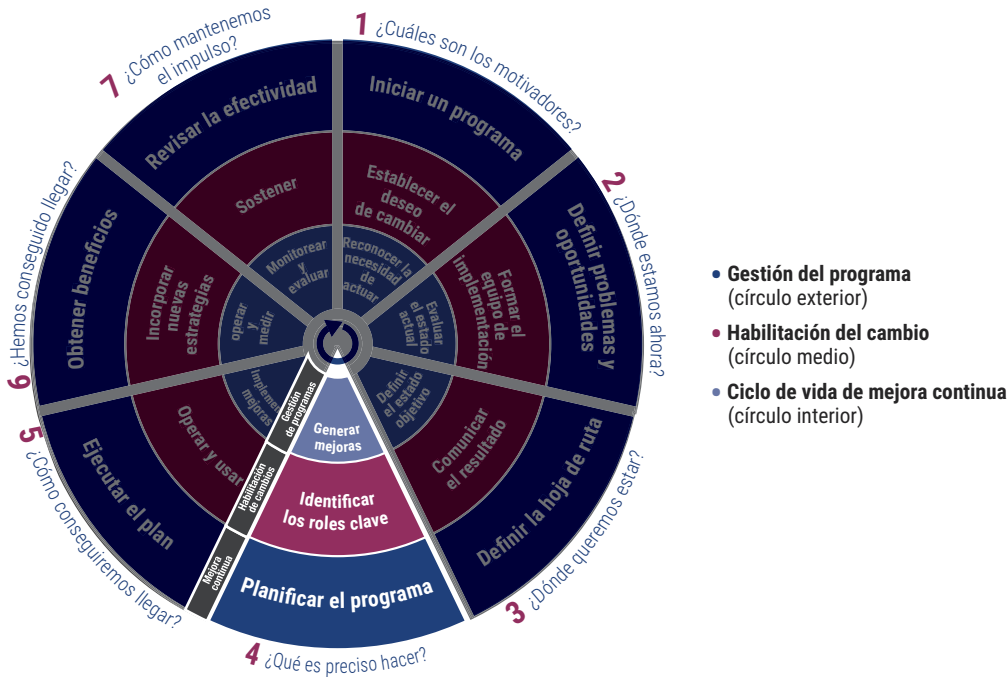 1 ¿Cuáles son los motivadores?
Iniciar un programa
Establecer el
deseo
de cambiar
Reconocer la
necesidad
de
actuar
2 ¿Dónde estamos ahora?
Definir problemas y
oportunidades
Formar el
equipo de
implementación
Evaluar
el estado
actual
3 ¿Dónde queremos estar?
Definir la hoja de ruta
Comunicar
el resultado
Definir
el estado
objetivo
4 ¿Qué es preciso hacer?
Planificar el programa
Identificar
los roles clave
Generar
mejoras
Gestión
de programas
Habilitación
de cambios
Mejora
continua
5 ¿Cómo conseguiremos llegar?
Ejecutar el plan
Operar y usar
mejoras
6 ¿Hemos conseguido llegar?
Obtener beneficios
Incorporar
nuevas
estrategias
operar
y
medir
7 ¿Cómo mantenemos
el impulso?
Revisar la efectividad
Sostener
Monitorear
y
evaluar
• Gestión del programa
(círculo exterior)
• Habilitación del cambio
(círculo medio)
• Ciclo de vida de mejora continua
(círculo interior)